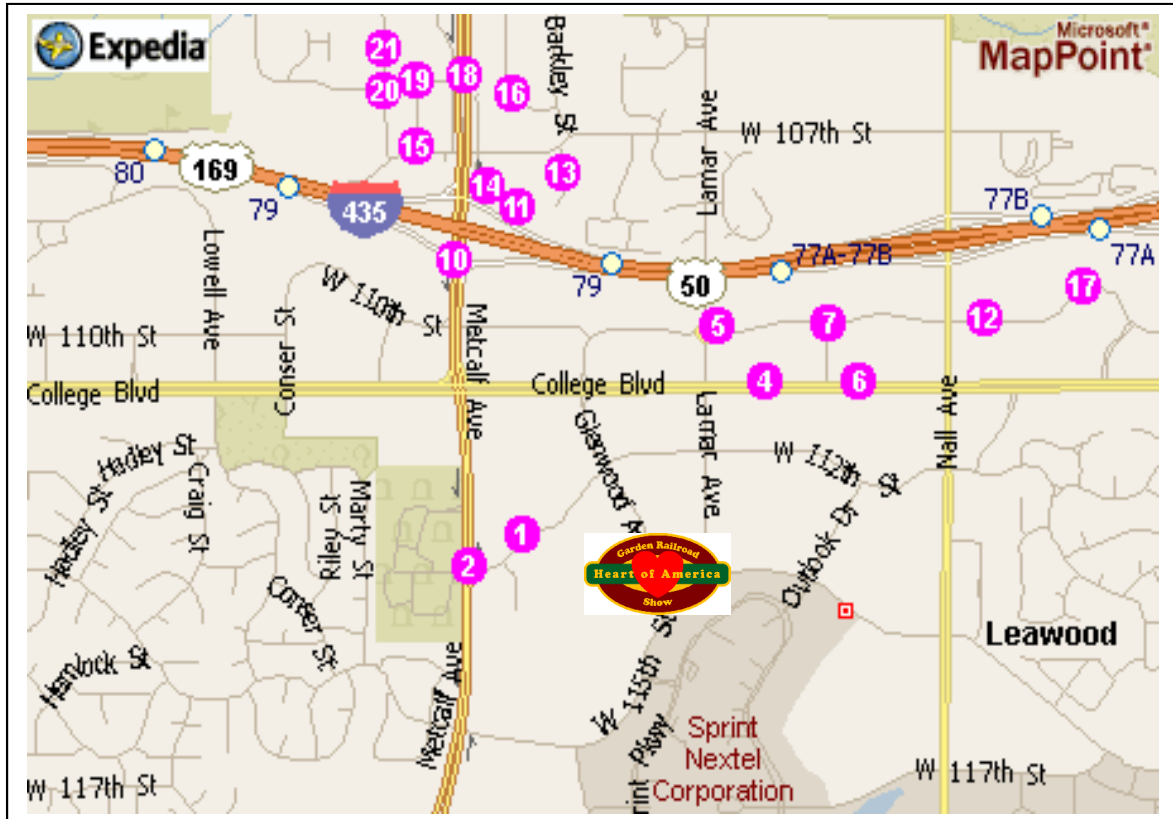 Expedia®
Microsoft®
MapPoint®
21
19
18
20
16
Barkley St
Lamar Ave
W 107th St
15
80
169
79
435
14
13
11
77B
77A
10
79
50
77A-77B
17
Lowell Ave
W 110th St
Conser St
W 110th St
Metcalf Ave
5
7
12
College Blvd
College Blvd
4
6
Nall Ave
Hadley St
Craig St
Hadley St
Riley St
Marty St
Glenwood A
Lamar Ave
W 112th St
Outlook Dr
1
2
Garden Railroad
Heart of America
Show
Conser St
Hemlock St
Leawood
Metcalf Ave
W 115th St
Sprint
Nextel
Corporation
rint Pkwy
W 117th St
W 117th St